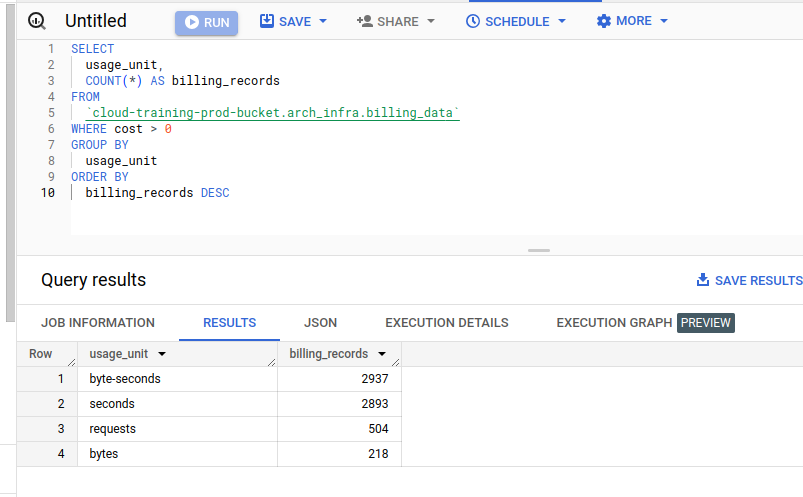 Untitled RUN SAVE SHARE SCHEDULE MORE
1 SELECT
2 usage_unit,
3 COUNT(*) AS billing_records
4 FROM
5 `cloud-training-prod-bucket.arch_infra.billing_data`
6 WHERE cost > 0
7 GROUP BY
8 usage_unit
9 ORDER BY
10 billing_records DESC
Query results SAVE RESULTS
JOB INFORMATION RESULTS JSON EXECUTION DETAILS EXECUTION GRAPH PREVIEW
Row usage_unit billing_records
1 byte-seconds 2937
2 seconds 2893
3 requests 504
4 bytes 218